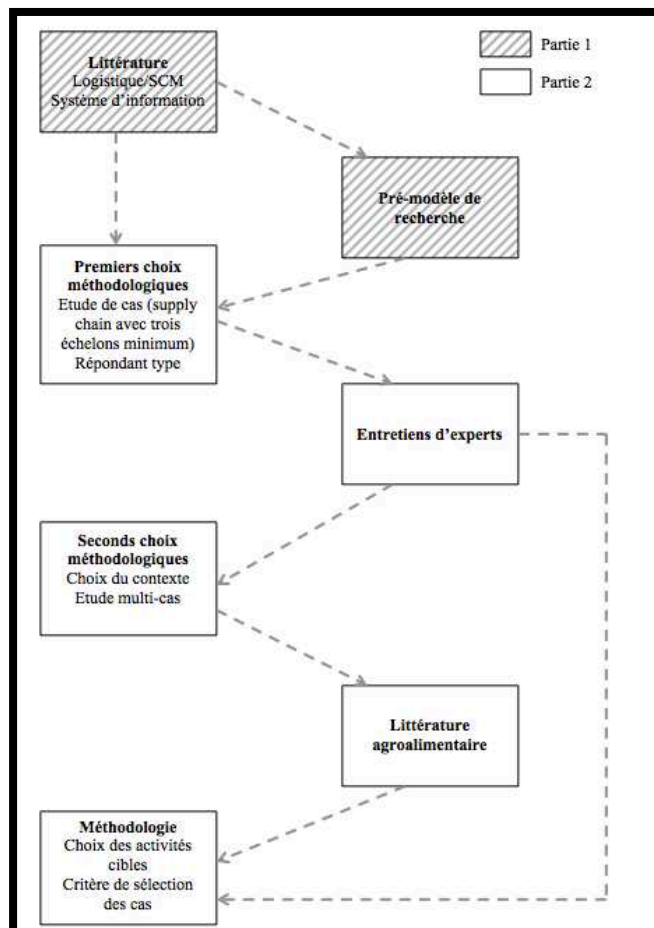 Littérature
Logistique/SCM
Système d'information
Partie 1
Partie 2
Pré-modèle de
recherche
Premiers choix
méthodologiques
Etude de cas (supply
chain avec trois
échelons minimum)
Répondant type
Entretiens d'experts
Seconds choix
méthodologiques
Choix du contexte
Etude multi-cas
Littérature
agroalimentaire
Méthodologie
Choix des activités
cibles
Critère de sélection
des cas